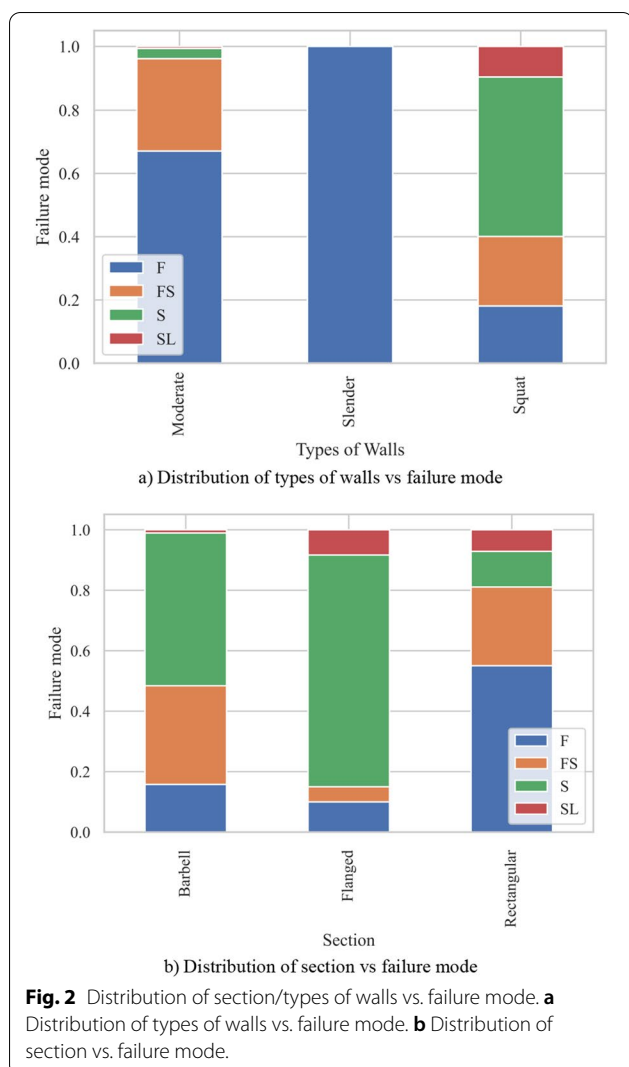 1.0
0.8
0.6
0.4
0.2
0.0
Failure mode
F
FS
S
SL
Moderate
Slender
Squat
Types of Walls
a) Distribution of types of walls vs failure mode
1.0
0.8
0.6
0.4
0.2
0.0
Failure mode
F
FS
S
SL
Barbell
Flanged
Rectangular
Section
b) Distribution of section vs failure mode
Fig. 2 Distribution of section/types of walls vs. failure mode. a
Distribution of types of walls vs. failure mode. b Distribution of
section vs. failure mode.